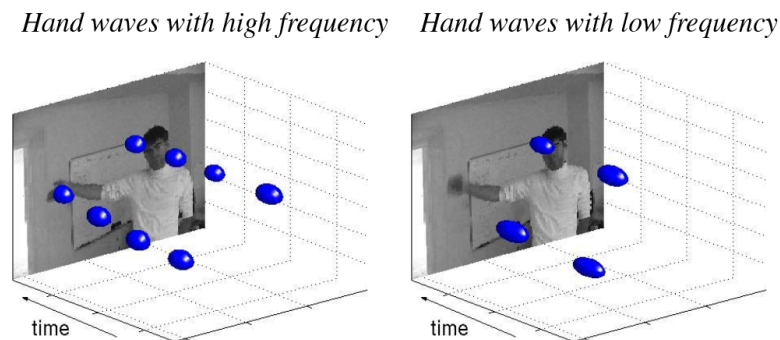 Hand waves with high frequency
Hand waves with low frequency
time
time